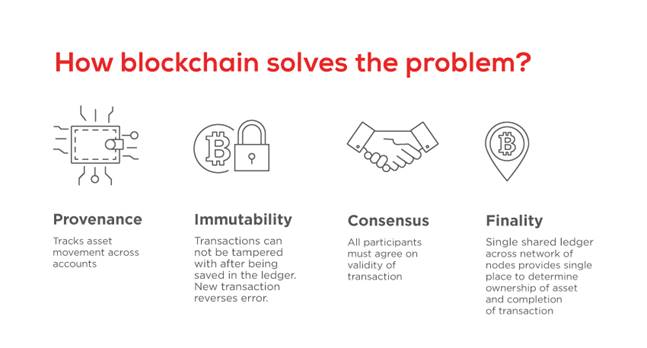 How blockchain solves the problem?
Provenance
Tracks asset
movement across
accounts
Immutability
Transactions can
not be tampered
with after being
saved in the ledger.
New transaction
reverses error.
Consensus
All participants
must agree on
validity of
transaction
Finality
Single shared ledger
across network of
nodes provides single
place to determine
ownership of asset
and completion
of transaction